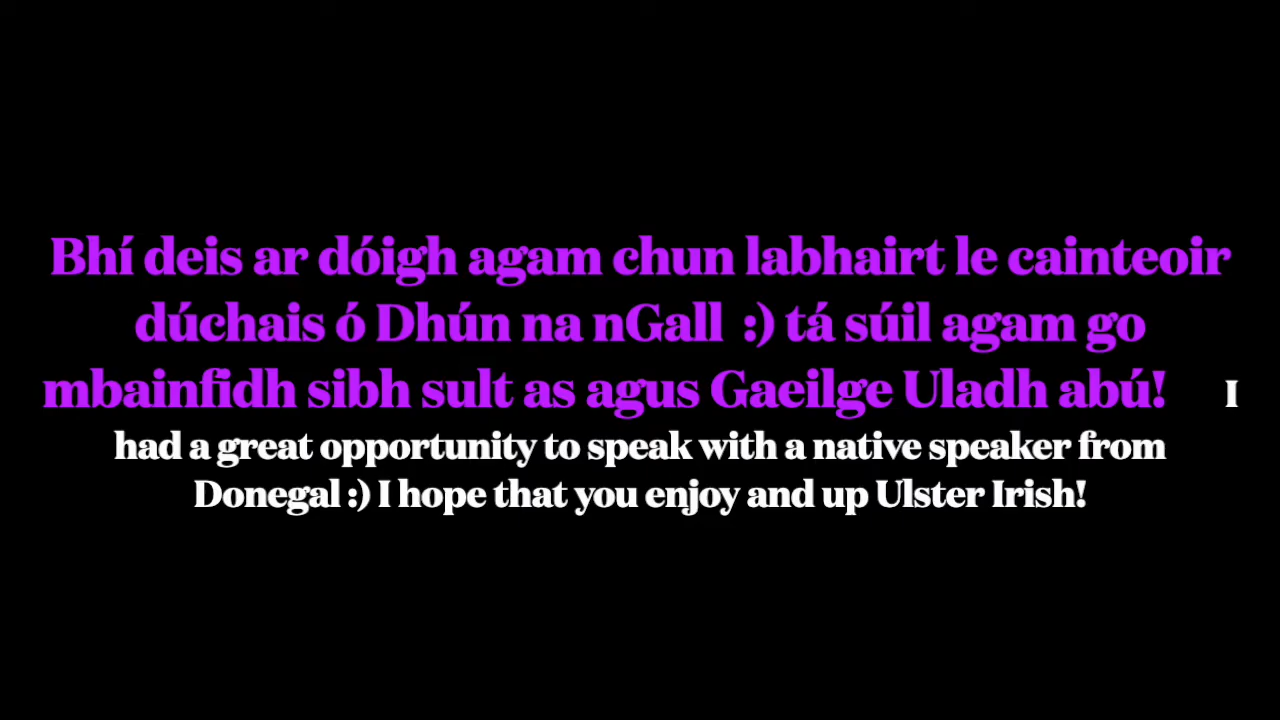 Bhí deis ar dóigh agam chun labhairt le cainteoir
dúchais ó Dhún na nGall :) tá súil agam go
mbainfidh sibh sult as agus Gaeilge Uladh abú! I
had a great opportunity to speak with a native speaker from
Donegal :) I hope that you enjoy and up Ulster Irish!